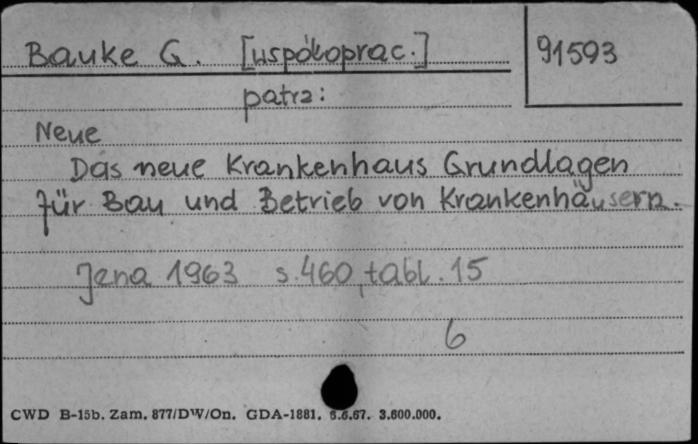 Bauke G. [uspółoprac.] 91593
patrz:
Neue
Das neue Krankenhaus Grundlagen
für Bau und Betrieb von Krankenhäusern.
Jena 1963 s.460, tabl. 15
6
CWD B-15b. Zam. 877/DW/On. GDA-1881. 6.6.67. 3.600.000.